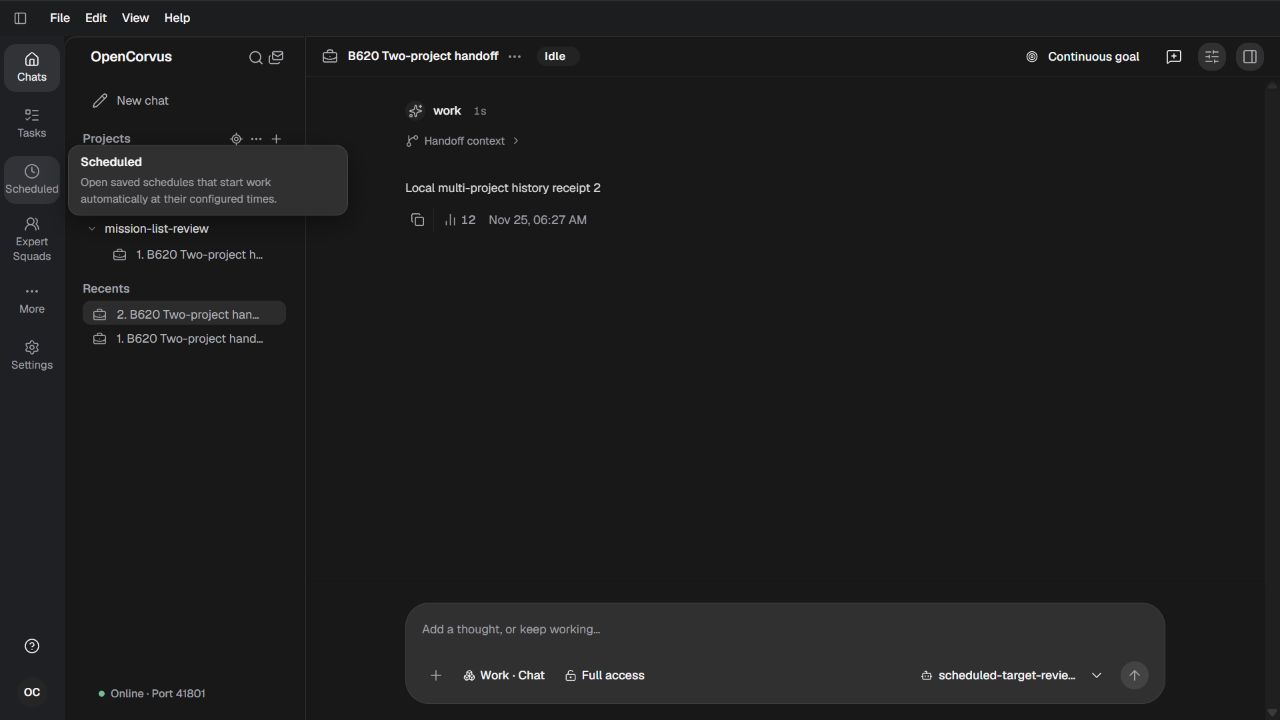 File Edit View Help
OpenCorvus
B620 Two-project handoff
Idle
Continuous goal
Chats
Tasks
Scheduled
Expert
Squads
More
Settings
OC
New chat
Projects
Scheduled
Open saved schedules that start work
automatically at their configured times.
mission-list-review
1. B620 Two-project h...
Recents
2. B620 Two-project han...
1. B620 Two-project hand...
Online · Port 41801
work 1s
Handoff context
Local multi-project history receipt 2
12 Nov 25, 06:27 AM
Add a thought, or keep working...
Work · Chat
Full access
scheduled-target-revie...